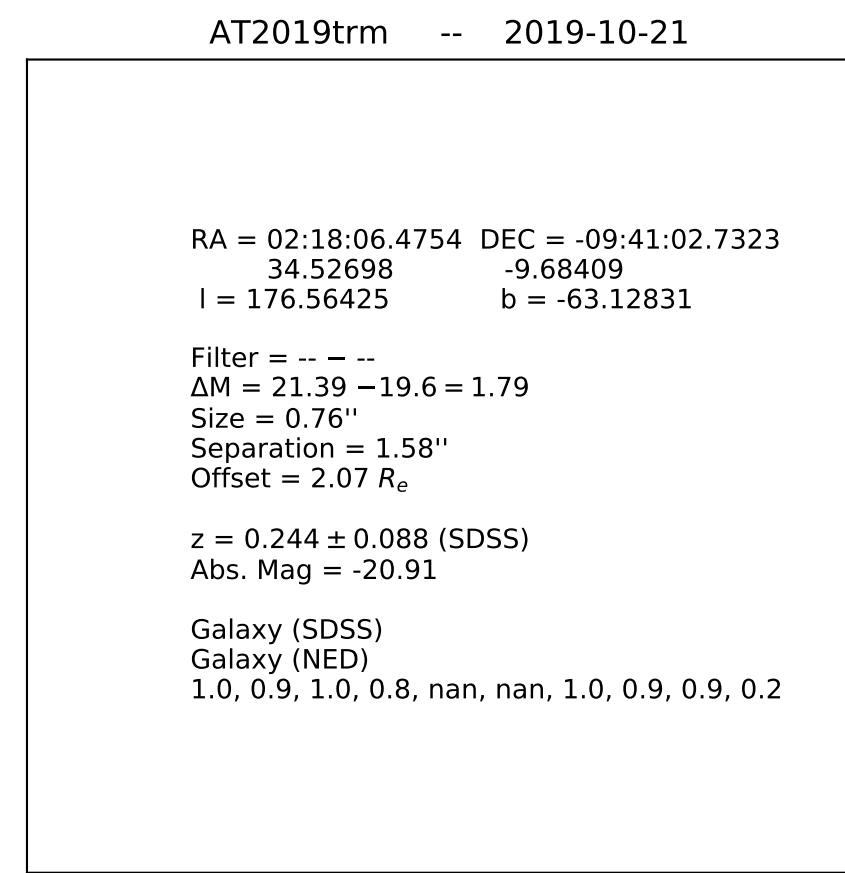 AT2019trm -- 2019-10-21
RA = 02:18:06.4754 DEC = -09:41:02.7323
34.52698 -9.68409
l = 176.56425 b = -63.12831
Filter = -- − --
ΔM = 21.39 −19.6 = 1.79
Size = 0.76''
Separation = 1.58''
Offset = 2.07 Rₑ
z = 0.244 ± 0.088 (SDSS)
Abs. Mag = -20.91
Galaxy (SDSS)
Galaxy (NED)
1.0, 0.9, 1.0, 0.8, nan, nan, 1.0, 0.9, 0.9, 0.2